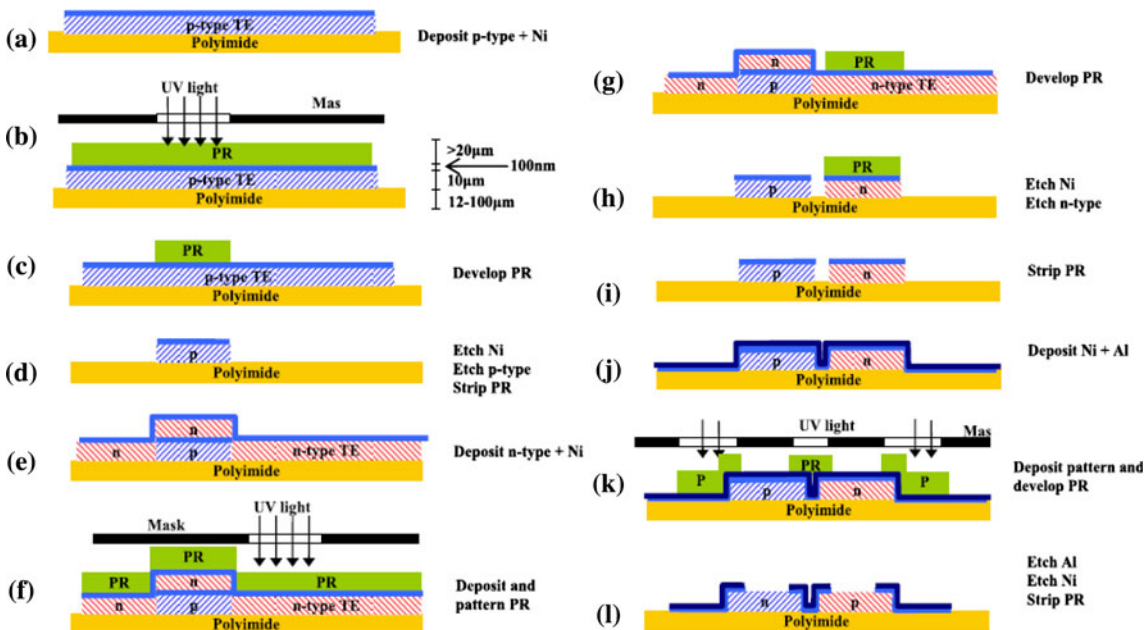 (a)
p-type TE
Polyimide
Deposit p-type + Ni
UV light
Mas
(b)
PR
p-type TE
Polyimide
>20μm
100nm
10μm
12-100μm
(c)
PR
p-type TE
Polyimide
Develop PR
(d)
p
Polyimide
Etch Ni
Etch p-type
Strip PR
(e)
n
n p n-type TE
Polyimide
Deposit n-type + Ni
UV light
Mask
(f)
PR
PR n PR
n p n-type TE
Polyimide
Deposit and
pattern PR
(g)
n PR
n p n-type TE
Polyimide
Develop PR
(h)
PR
p n
Polyimide
Etch Ni
Etch n-type
(i)
p n
Polyimide
Strip PR
(j)
p n
Polyimide
Deposit Ni + Al
UV light
Mas
(k)
PR
P P
p n
Polyimide
Deposit pattern and
develop PR
(l)
n p
Polyimide
Etch Al
Etch Ni
Strip PR